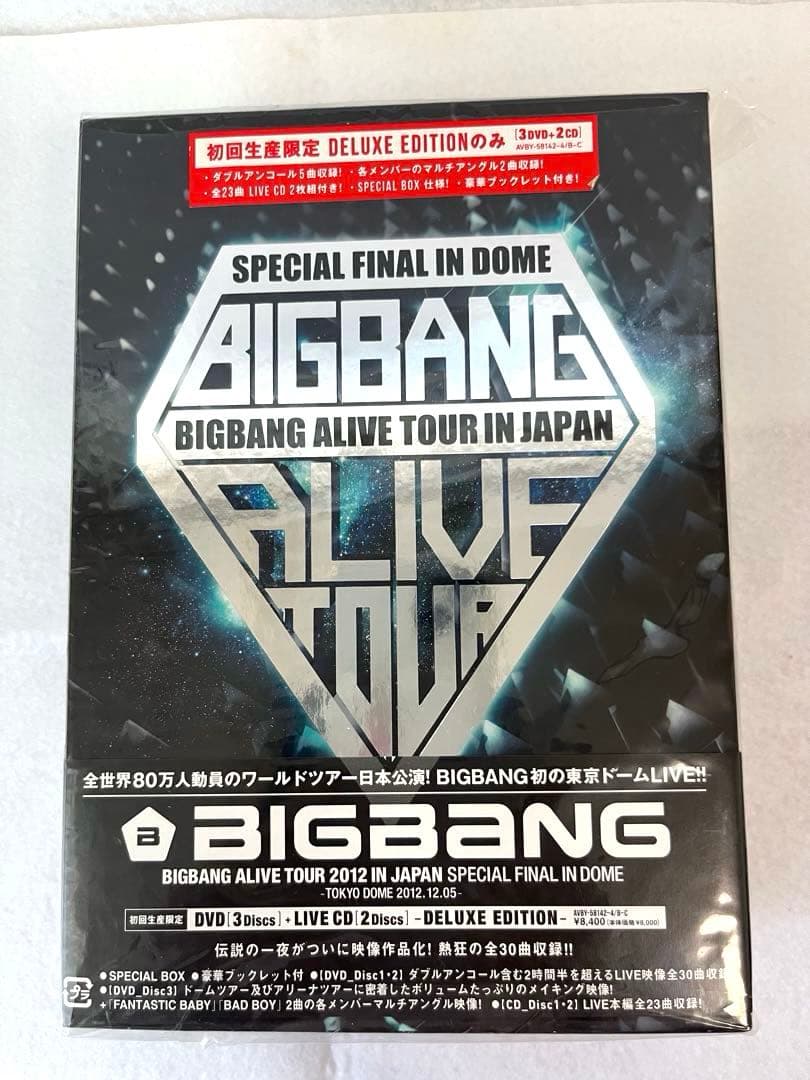 初回生産限定 DELUXE EDITIONのみ [3DVD+2CD]
AVBY-58142-4/B-C
・ダブルアンコール5曲収録! ・各メンバーのマルチアングル2曲収録!
・全23曲 LIVE CD 2枚組付き! ・SPECIAL BOX 仕様! ・豪華ブックレット付き!
SPECIAL FINAL IN DOME
BIGBANG
BIGBANG ALIVE TOUR IN JAPAN
ALIVE
TOUR
全世界80万人動員のワールドツアー日本公演! BIGBANG初の東京ドームLIVE!!
B BIGBANG
BIGBANG ALIVE TOUR 2012 IN JAPAN SPECIAL FINAL IN DOME
-TOKYO DOME 2012.12.05-
初回生産限定 DVD[3Discs]+LIVE CD[2Discs] -DELUXE EDITION- AVBY-58142-4/B-C
¥8,400(本体価格¥8,000)
伝説の一夜がついに映像作品化! 熱狂の全30曲収録!!
●SPECIAL BOX ●豪華ブックレット付 ●[DVD_Disc1・2] ダブルアンコール含む2時間半を超えるLIVE映像全30曲収録
●[DVD_Disc3] ドームツアー及びアリーナツアーに密着したボリュームたっぷりのメイキング映像!
+「FANTASTIC BABY」「BAD BOY」2曲の各メンバーマルチアングル映像! ●[CD_Disc1・2] LIVE本編全23曲収録!
プラ